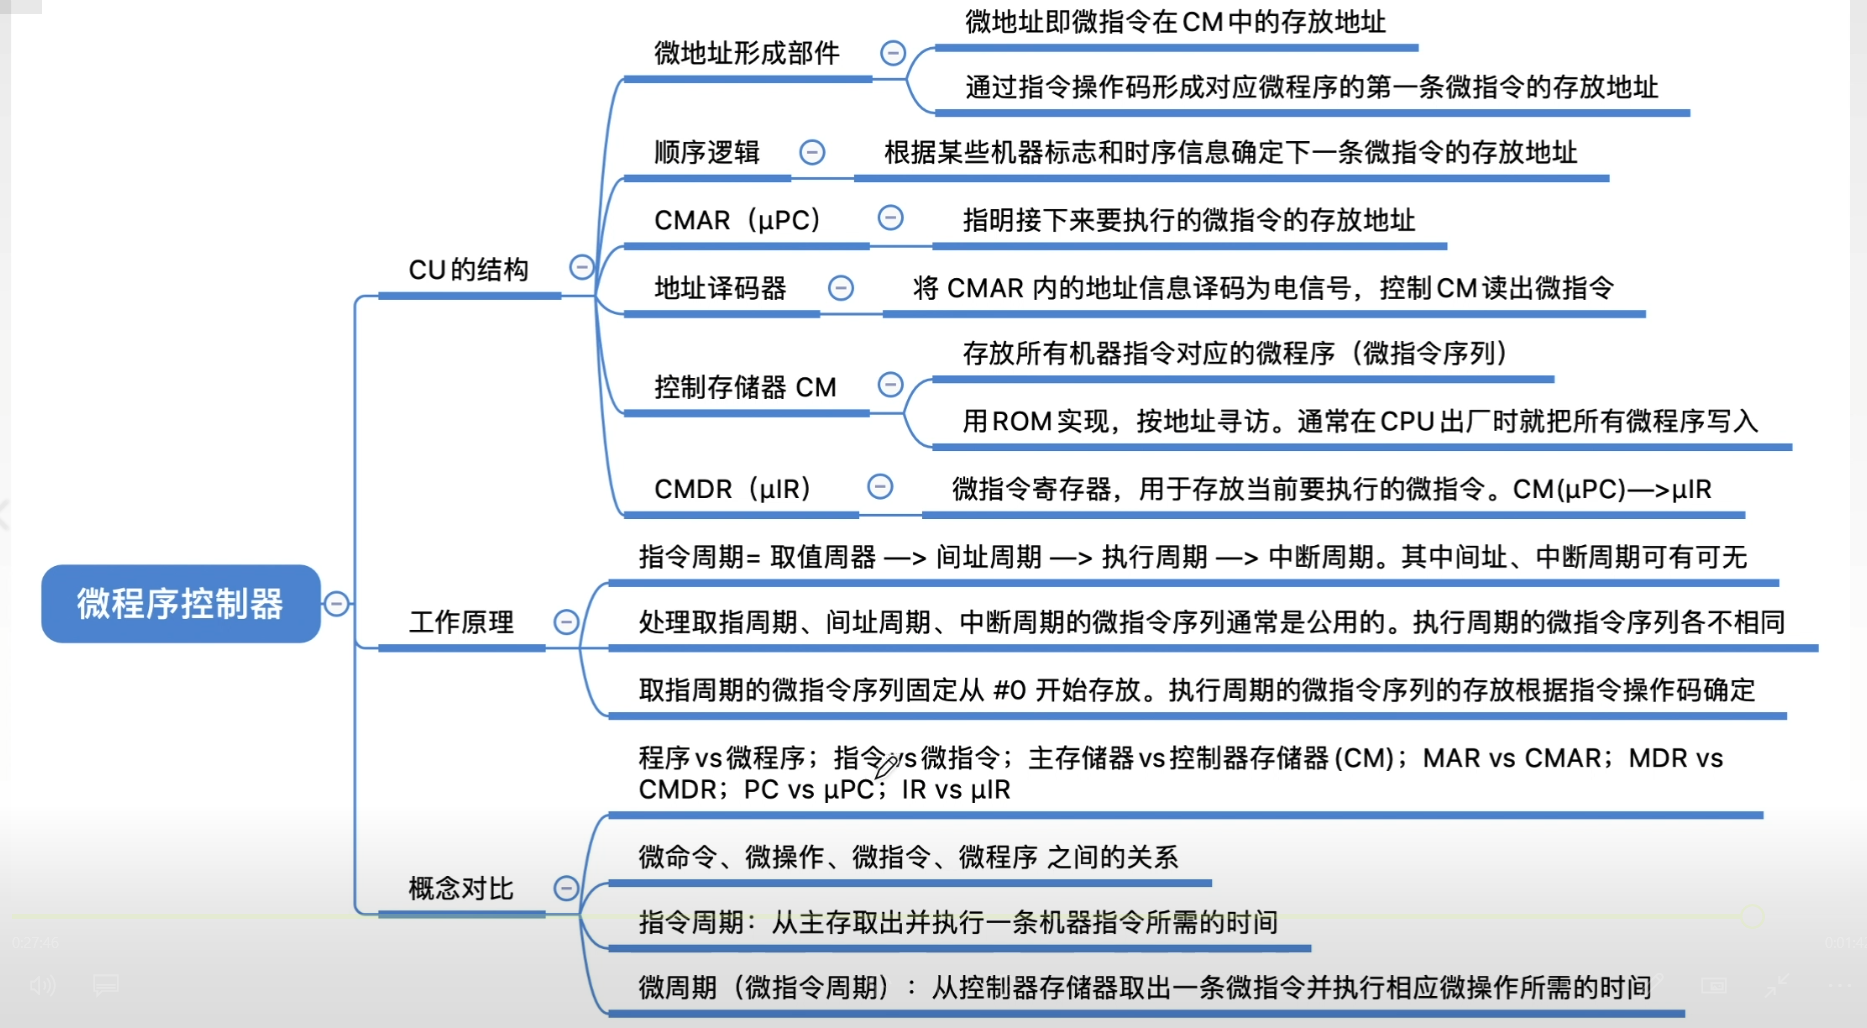 微地址即微指令在CM中的存放地址
微地址形成部件
通过指令操作码形成对应微程序的第一条微指令的存放地址
顺序逻辑
根据某些机器标志和时序信息确定下一条微指令的存放地址
CMAR（μPC）
指明接下来要执行的微指令的存放地址
CU的结构
地址译码器
将 CMAR 内的地址信息译码为电信号，控制CM读出微指令
存放所有机器指令对应的微程序（微指令序列）
控制存储器 CM
用ROM实现，按地址寻访。通常在CPU出厂时就把所有微程序写入
CMDR（μIR）
微指令寄存器，用于存放当前要执行的微指令。CM(μPC)—>μIR
微程序控制器
指令周期= 取值周器 —> 间址周期 —> 执行周期 —> 中断周期。其中间址、中断周期可有可无
工作原理
处理取指周期、间址周期、中断周期的微指令序列通常是公用的。执行周期的微指令序列各不相同
取指周期的微指令序列固定从 #0 开始存放。执行周期的微指令序列的存放根据指令操作码确定
程序vs微程序；指令vs微指令；主存储器vs控制器存储器(CM)；MAR vs CMAR；MDR vs
CMDR；PC vs μPC；IR vs μIR
概念对比
微命令、微操作、微指令、微程序 之间的关系
指令周期：从主存取出并执行一条机器指令所需的时间
微周期（微指令周期）：从控制器存储器取出一条微指令并执行相应微操作所需的时间
0:27:46